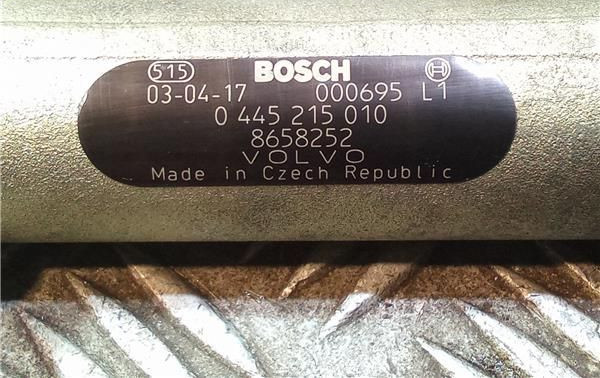 515 BOSCH
03-04-17 000695 L1
0 445 215 010
8658252
VOLVO
Made in Czech Republic